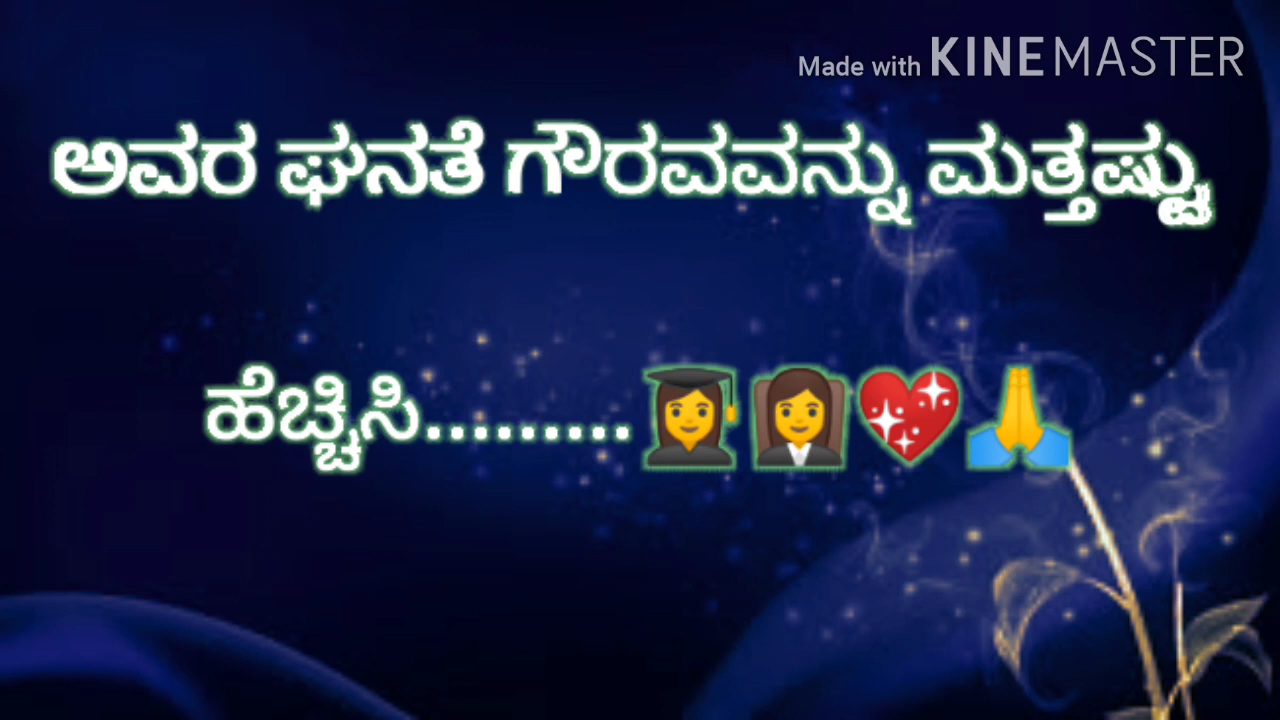 Made with KINEMASTER
ಅವರ ಘನತೆ ಗೌರವವನ್ನು ಮತ್ತಷ್ಟು
ಹೆಚ್ಚಿಸಿ.........👩‍🎓👩‍💼💖🙏